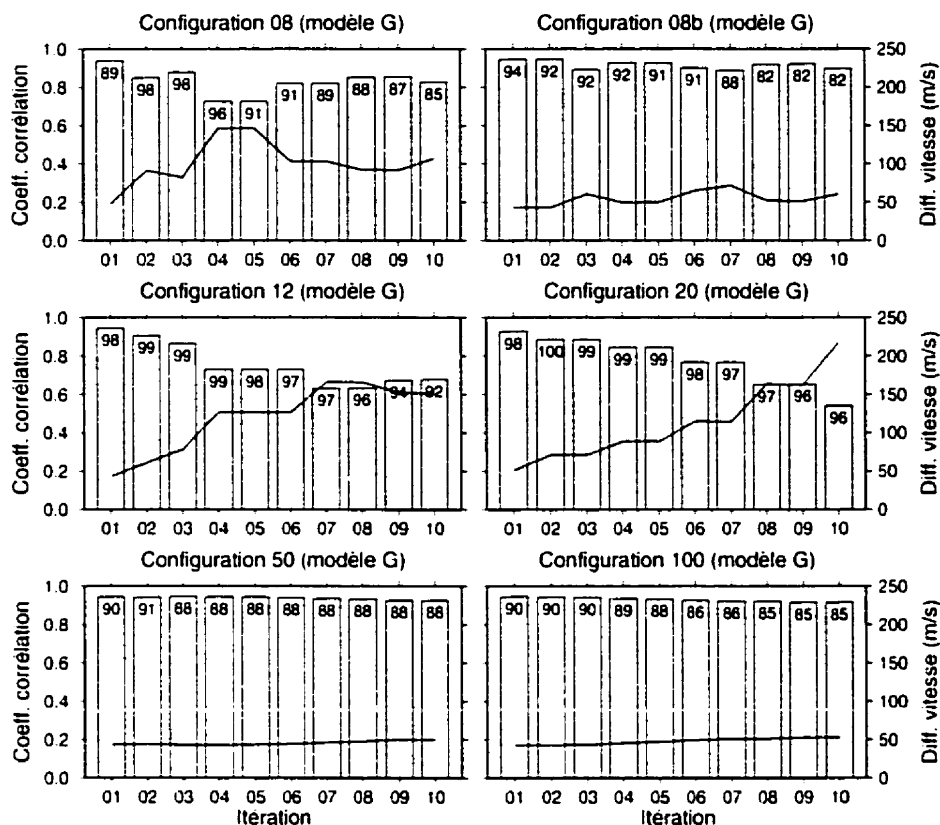 Configuration 08 (modèle G)
Configuration 08b (modèle G)
Coeff. corrélation
1.0
0.8
0.6
0.4
0.2
0.0
89 98 98 96 91 91 89 88 87 85
01 02 03 04 05 06 07 08 09 10
94 92 92 92 91 91 88 82 82 82
01 02 03 04 05 06 07 08 09 10
250
200
150
100
50
0
Diff. vitesse (m/s)
Configuration 12 (modèle G)
Configuration 20 (modèle G)
Coeff. corrélation
1.0
0.8
0.6
0.4
0.2
0.0
98 99 99 99 98 97 97 96 94 92
01 02 03 04 05 06 07 08 09 10
98 100 99 99 99 98 97 97 96 96
01 02 03 04 05 06 07 08 09 10
250
200
150
100
50
0
Diff. vitesse (m/s)
Configuration 50 (modèle G)
Configuration 100 (modèle G)
Coeff. corrélation
1.0
0.8
0.6
0.4
0.2
0.0
90 91 88 88 88 88 88 88 88 88
01 02 03 04 05 06 07 08 09 10
Itération
90 90 90 89 88 86 86 85 85 85
01 02 03 04 05 06 07 08 09 10
Itération
250
200
150
100
50
0
Diff. vitesse (m/s)